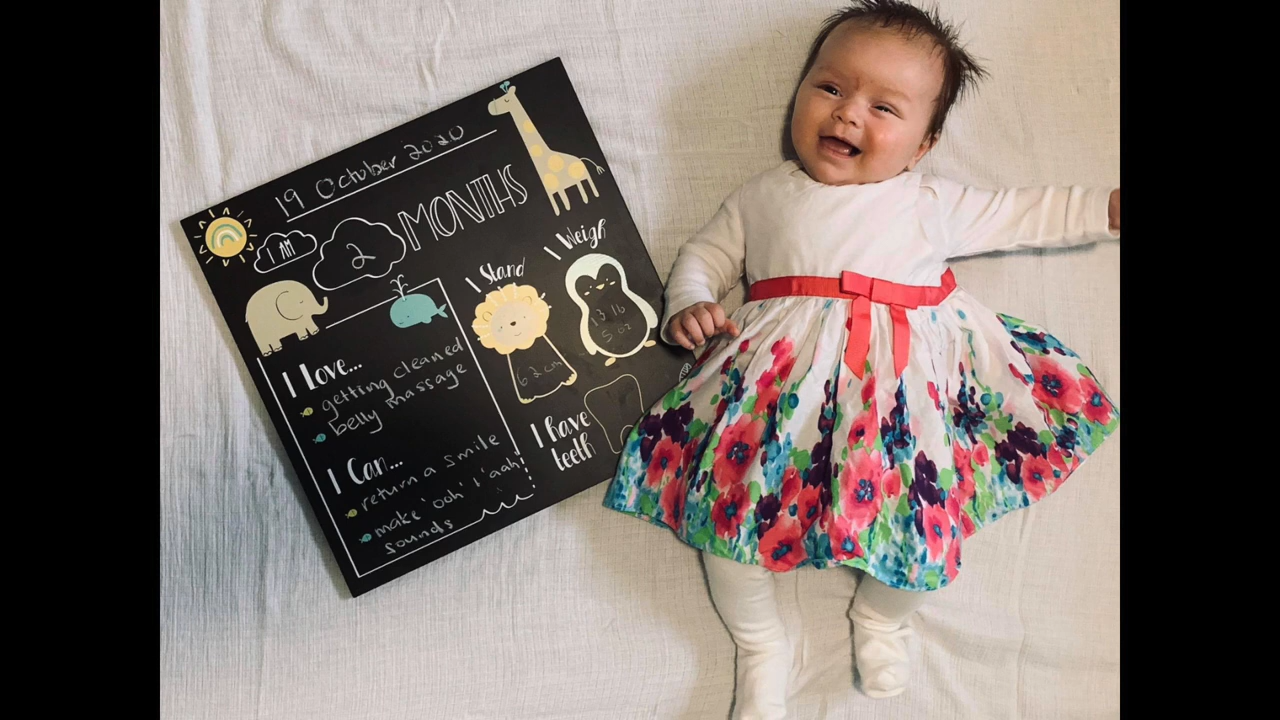 19 October 2020
I AM
2
MONTHS
I Stand
62 cm
I Weigh
13 lb
5 oz
I Love...
getting cleaned
belly massage
I Can...
return a smile
make 'ooh' 'aah'
sounds
I have
teeth